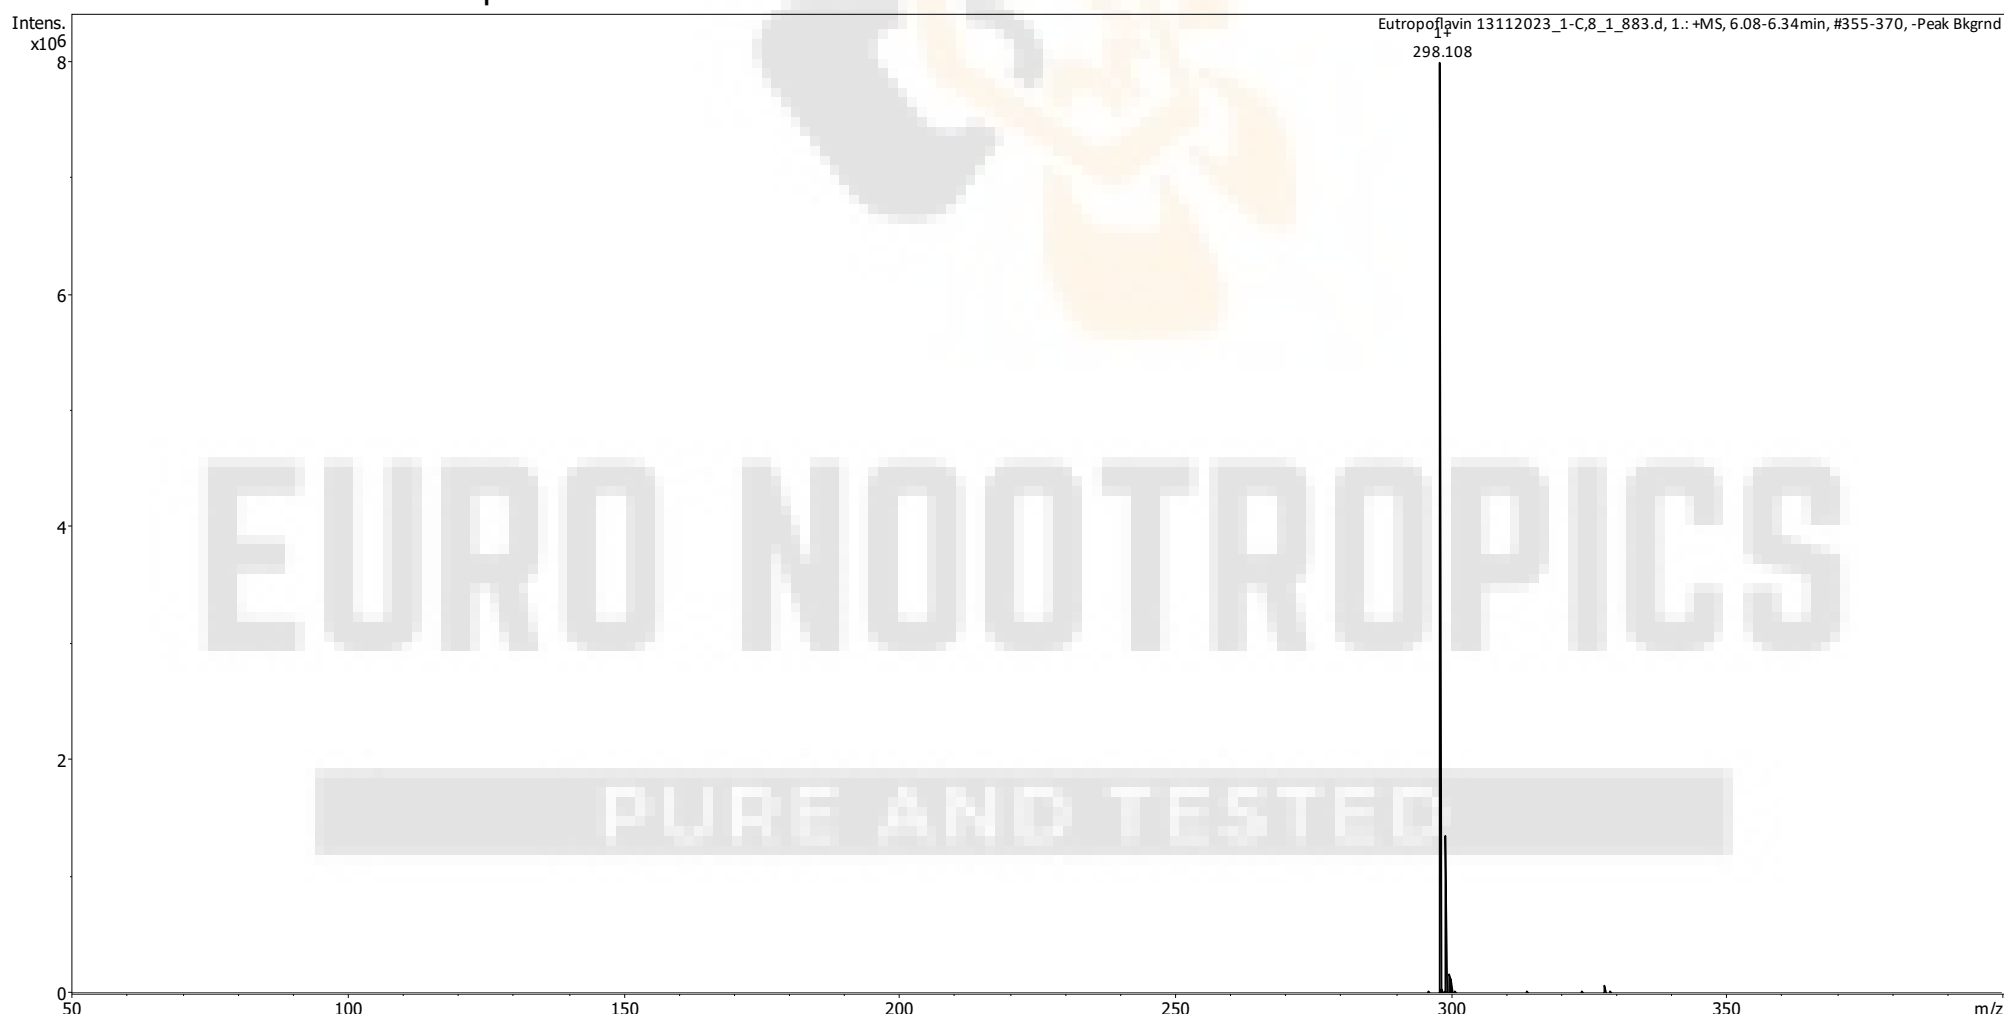 Intens.
x10⁶
Eutropoflavin 13112023_1-C,8_1_883.d, 1.: +MS, 6.08-6.34min, #355-370, -Peak Bkgrnd
1+
298.108
8
6
4
2
0
EURO NOOTROPICS
PURE AND TESTED
50 100 150 200 250 300 350 m/z